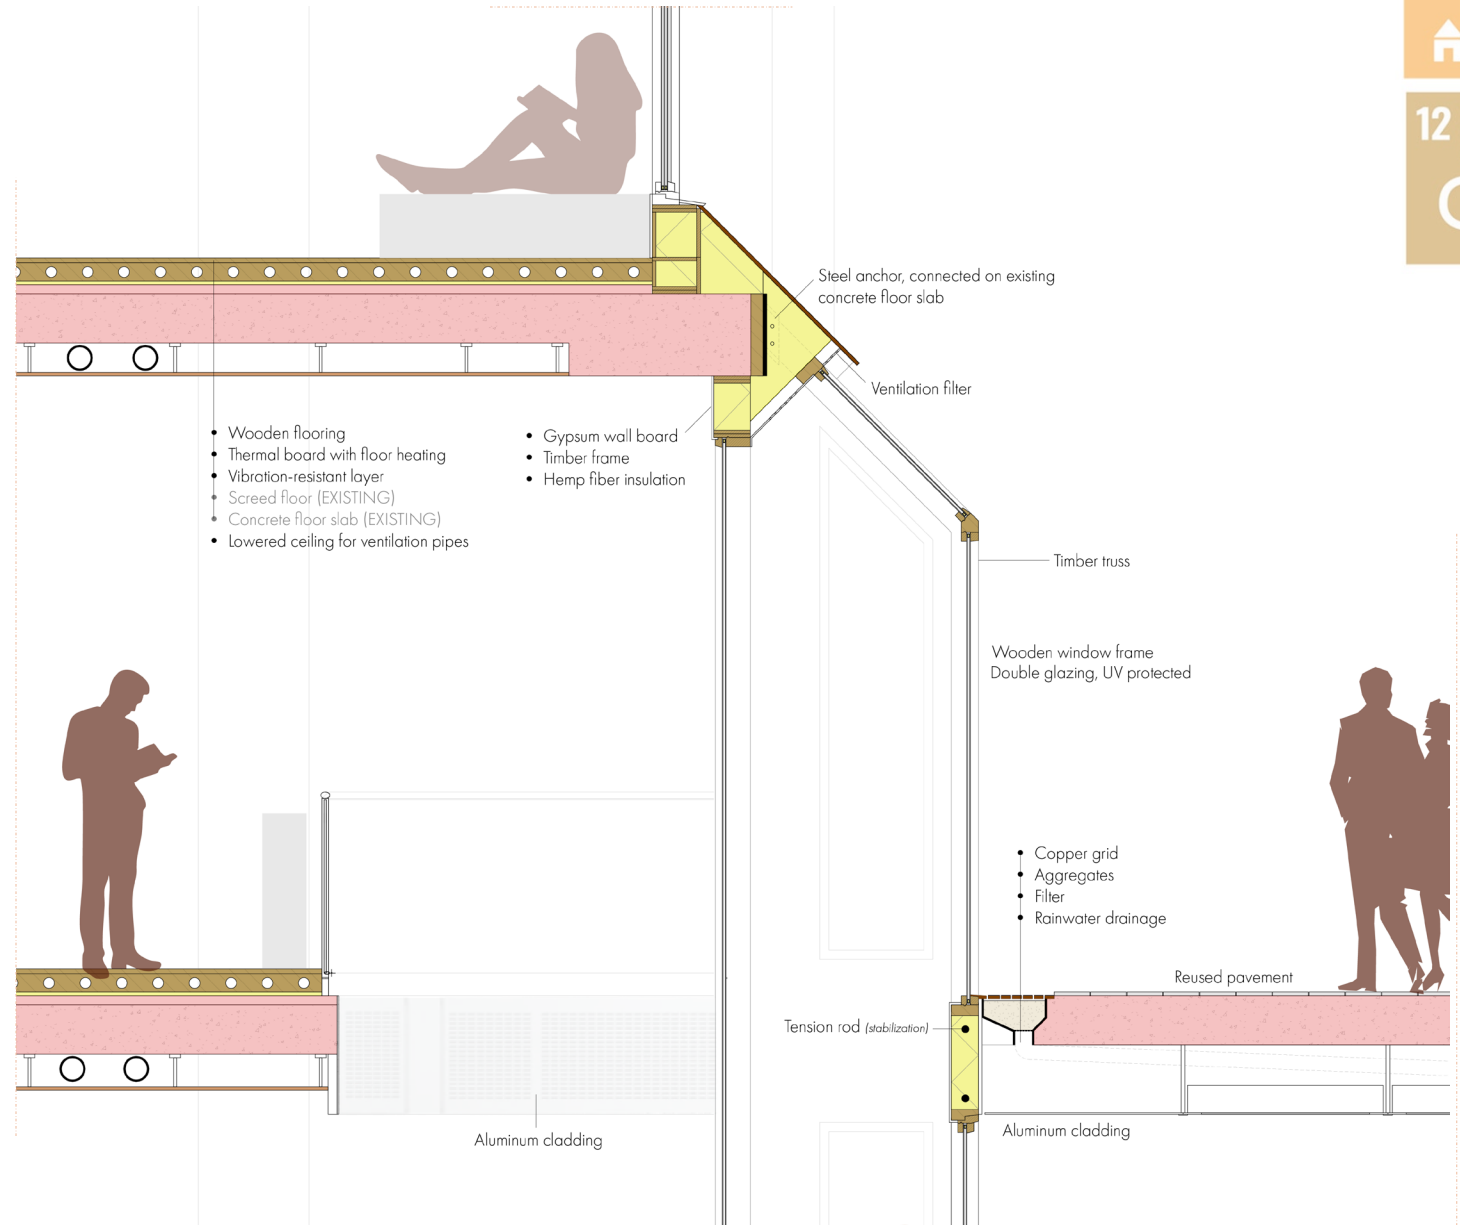 12
Steel anchor, connected on existing
concrete floor slab
Ventilation filter
Wooden flooring
Thermal board with floor heating
Vibration-resistant layer
Screed floor (EXISTING)
Concrete floor slab (EXISTING)
Lowered ceiling for ventilation pipes
Gypsum wall board
Timber frame
Hemp fiber insulation
Timber truss
Wooden window frame
Double glazing, UV protected
Copper grid
Aggregates
Filter
Rainwater drainage
Reused pavement
Tension rod (stabilization)
Aluminum cladding
Aluminum cladding